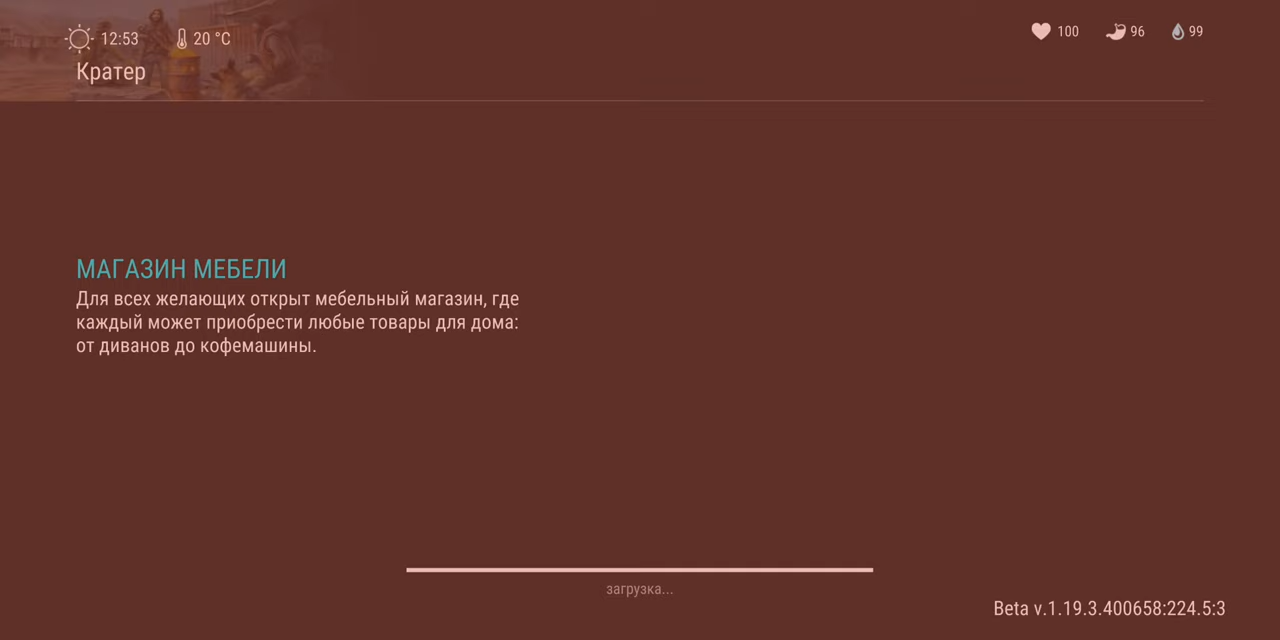 12:53
20 °C
100
96
99
Кратер
МАГАЗИН МЕБЕЛИ
Для всех желающих открыт мебельный магазин, где
каждый может приобрести любые товары для дома:
от диванов до кофемашины.
загрузка...
Beta v.1.19.3.400658:224.5:3